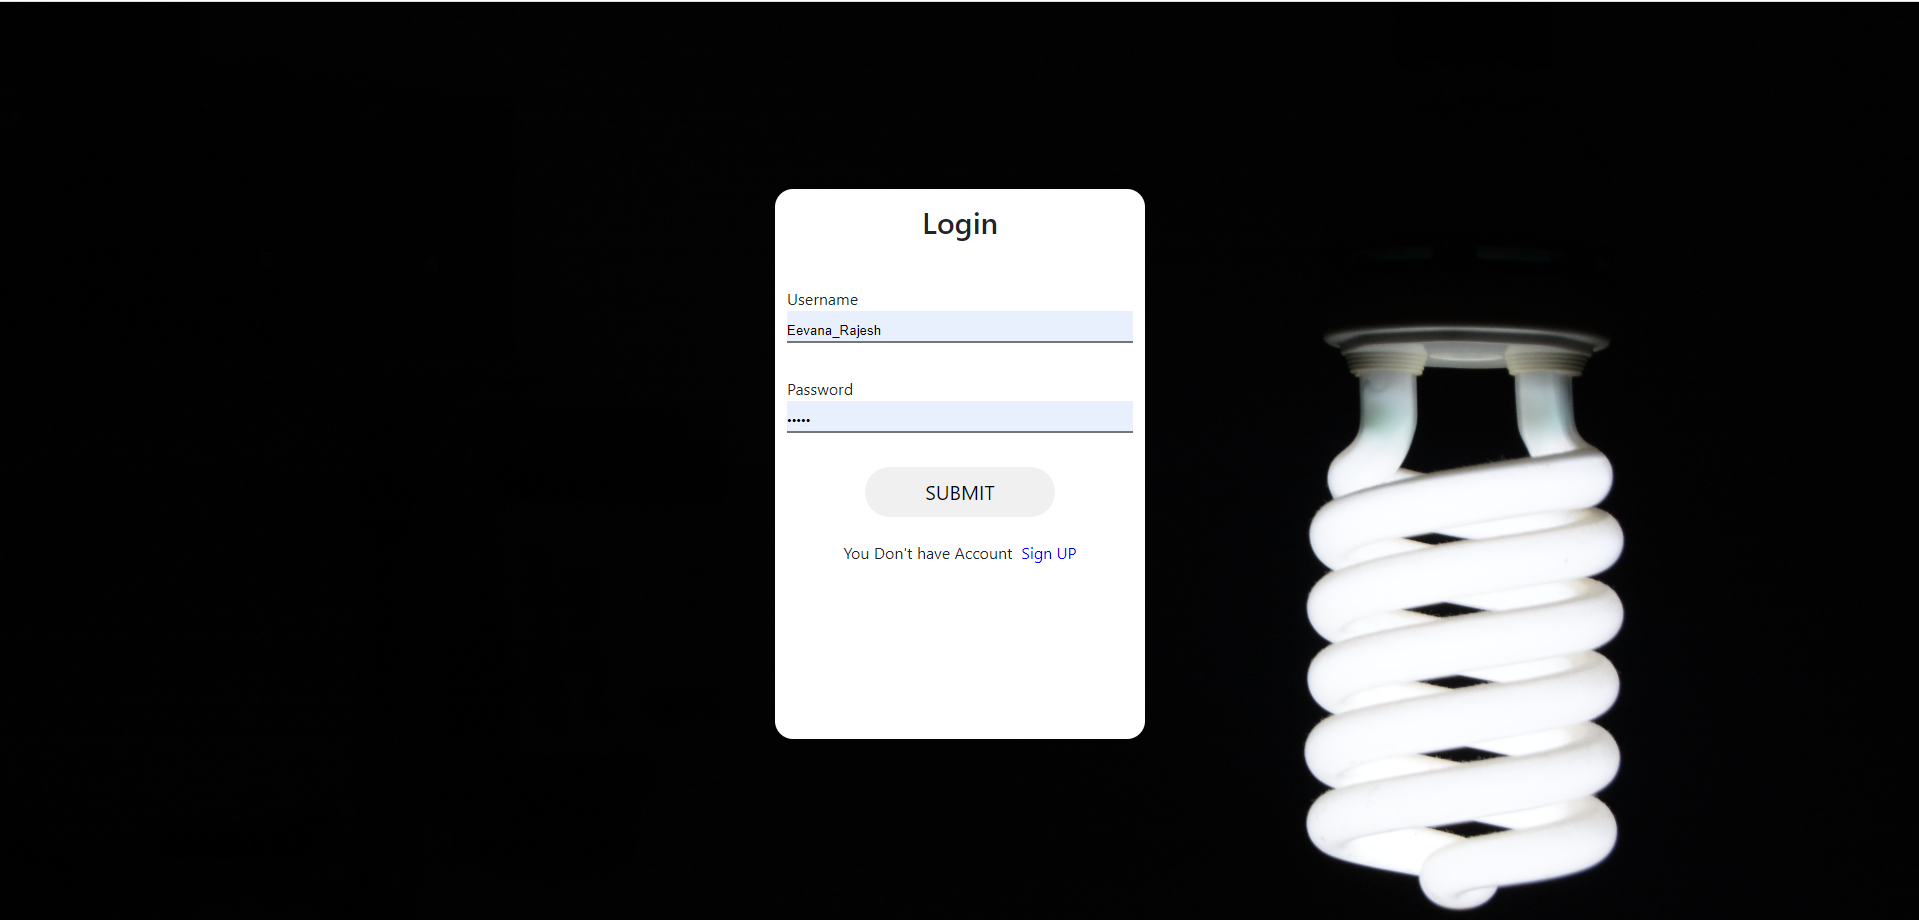 Login
Username
Eevana_Rajesh
Password
•••••
SUBMIT
You Don't have Account Sign UP